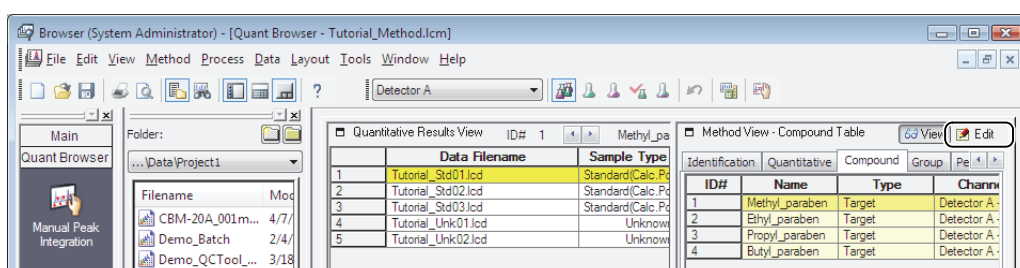 Browser (System Administrator) - [Quant Browser - Tutorial_Method.lcm]
File Edit View Method Process Data Layout Tools Window Help
? Detector A
Main
Quant Browser
Manual Peak
Integration
Folder:
...\Data\Project1
Filename Mod
CBM-20A_001m... 4/7/
Demo_Batch 2/4/
Demo_QCTool_... 3/18
Quantitative Results View ID# 1 Methyl_pa
Data Filename Sample Type
1 Tutorial_Std01.lcd Standard(Calc.Po
2 Tutorial_Std02.lcd Standard(Calc.Po
3 Tutorial_Std03.lcd Standard(Calc.Po
4 Tutorial_Unk01.lcd Unknown
5 Tutorial_Unk02.lcd Unknown
Method View - Compound Table View Edit
Identification Quantitative Compound Group Pe
ID# Name Type Channe
1 Methyl_paraben Target Detector A -
2 Ethyl_paraben Target Detector A -
3 Propyl_paraben Target Detector A -
4 Butyl_paraben Target Detector A -